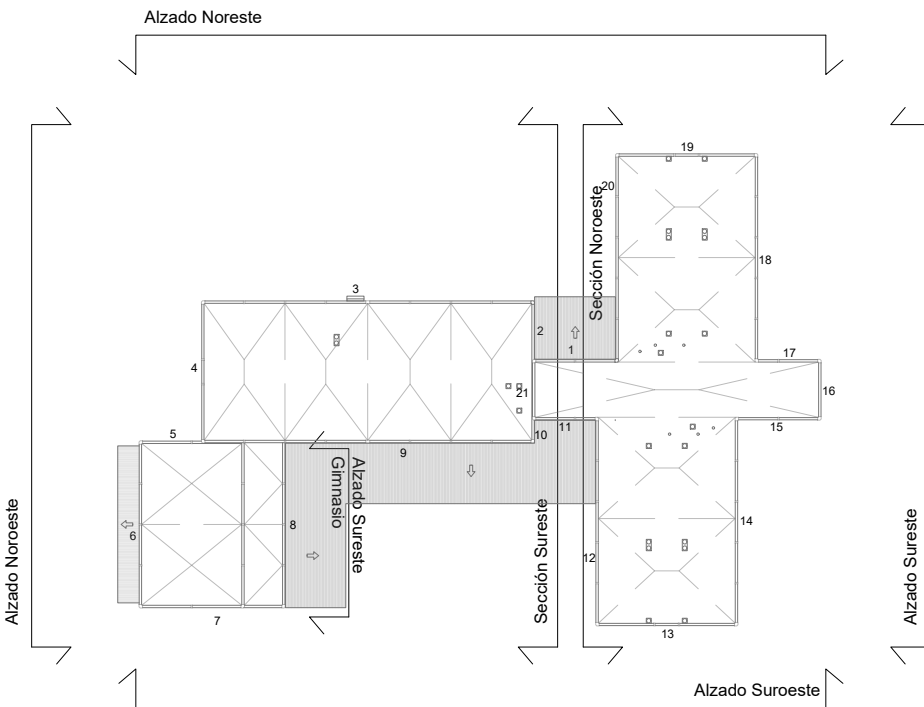 Alzado Noreste
19
20
Sección Noroeste
18
3
2
1
4
17
21
16
5
10
11
15
9
Alzado Sureste
Gimnasio
8
6
14
12
Alzado Noroeste
Sección Sureste
Alzado Sureste
7
13
Alzado Suroeste